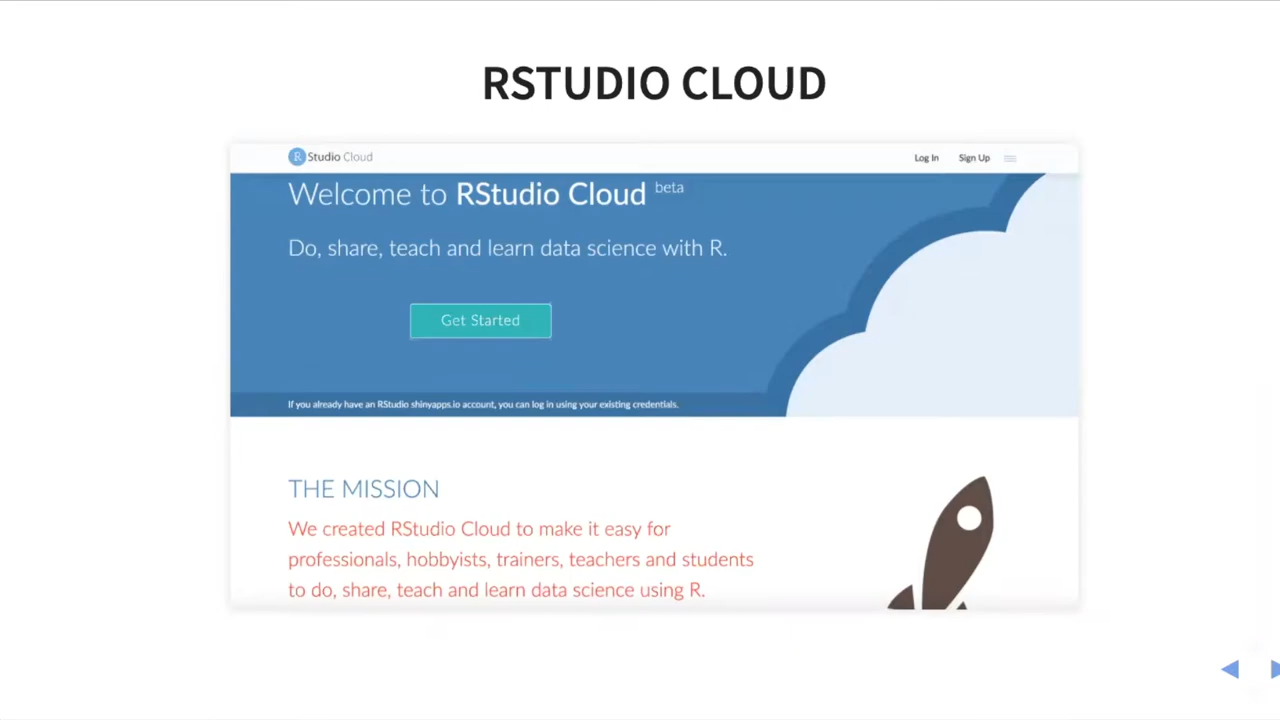 RSTUDIO CLOUD
R Studio Cloud
Log In
Sign Up
Welcome to RStudio Cloud beta
Do, share, teach and learn data science with R.
Get Started
If you already have an RStudio shinyapps.io account, you can log in using your existing credentials.
THE MISSION
We created RStudio Cloud to make it easy for
professionals, hobbyists, trainers, teachers and students
to do, share, teach and learn data science using R.